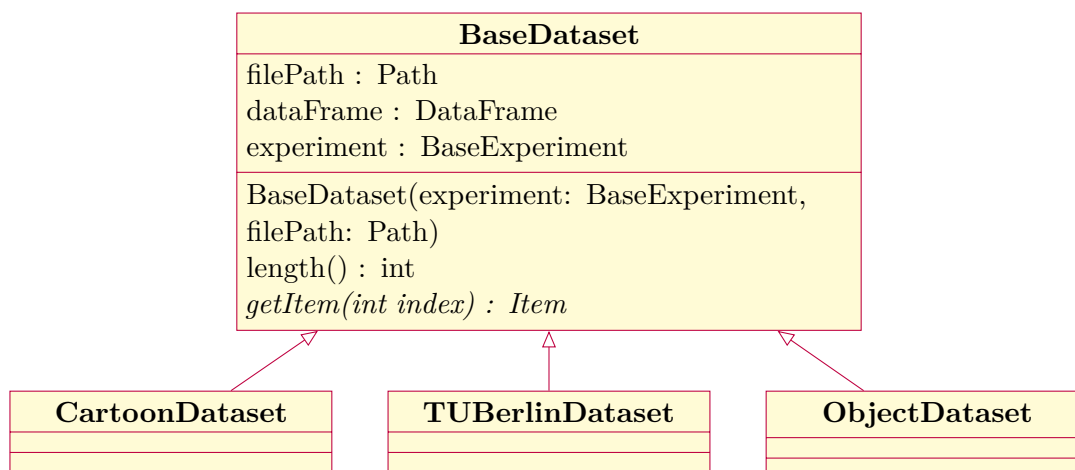 BaseDataset
filePath : Path
dataFrame : DataFrame
experiment : BaseExperiment
BaseDataset(experiment: BaseExperiment,
filePath: Path)
length() : int
getItem(int index) : Item
CartoonDataset
TUBerlinDataset
ObjectDataset